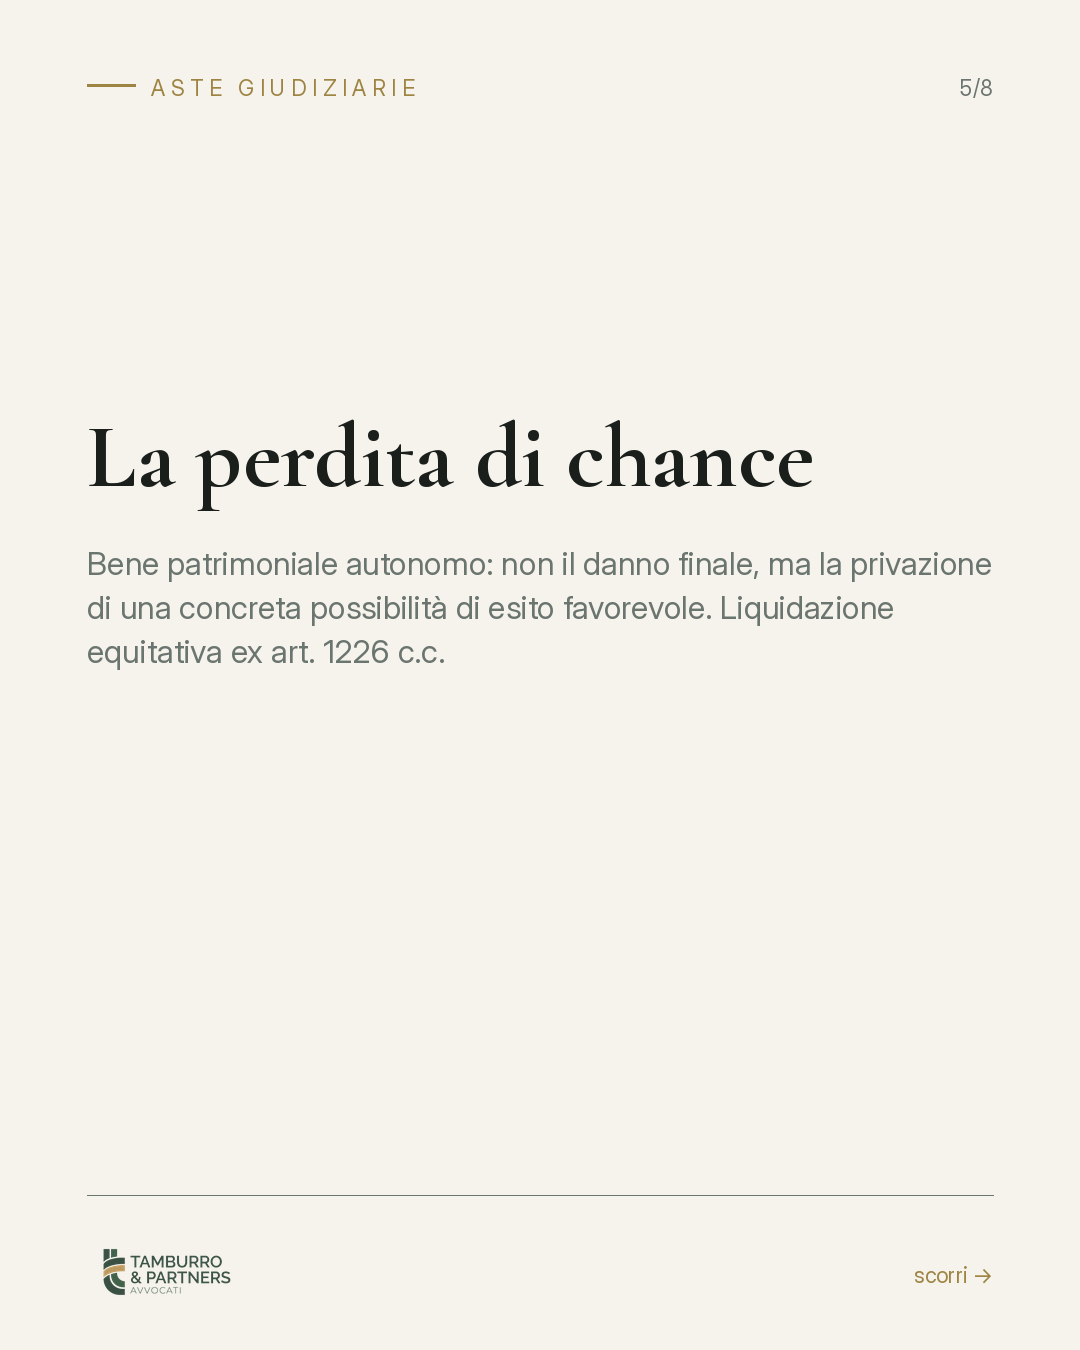 ASTE GIUDIZIARIE
5/8
La perdita di chance
Bene patrimoniale autonomo: non il danno finale, ma la privazione
di una concreta possibilità di esito favorevole. Liquidazione
equitativa ex art. 1226 c.c.
TAMBURRO
& PARTNERS
AVVOCATI
scorri →